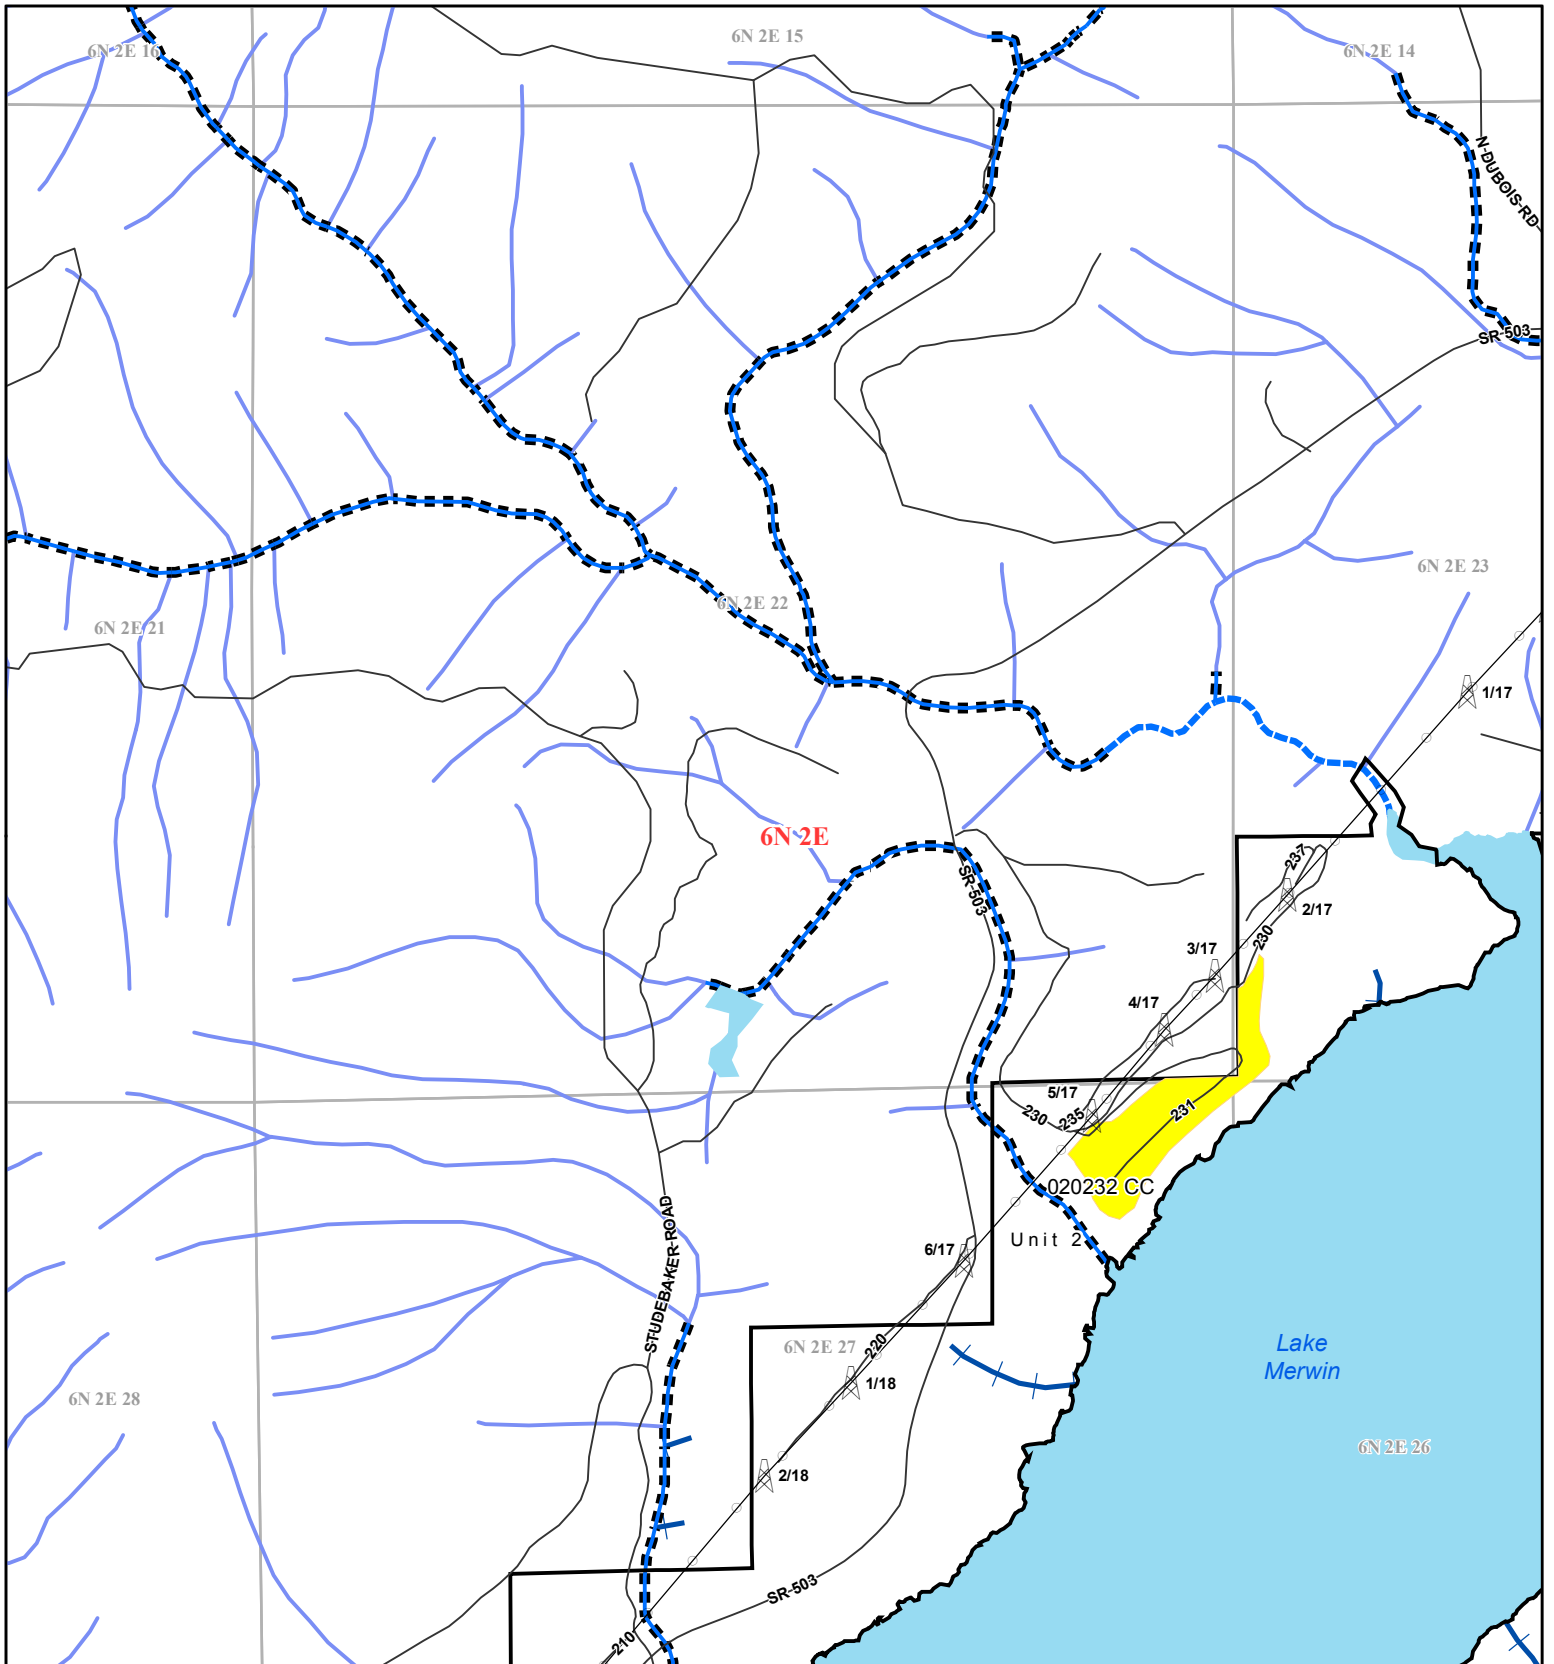 6N 2E 16
6N 2E 15
6N 2E 14
N-DUBOIS-RD
SR-503
6N 2E 23
6N 2E 22
6N 2E 21
1/17
6N 2E
237
SR-503
2/17
230
3/17
4/17
5/17
230
235
231
020232 CC
STUDEBAKER-ROAD
Unit 2
6/17
220
6N 2E 27
Lake
Merwin
1/18
6N 2E 28
6N 2E 26
2/18
SR-503
210